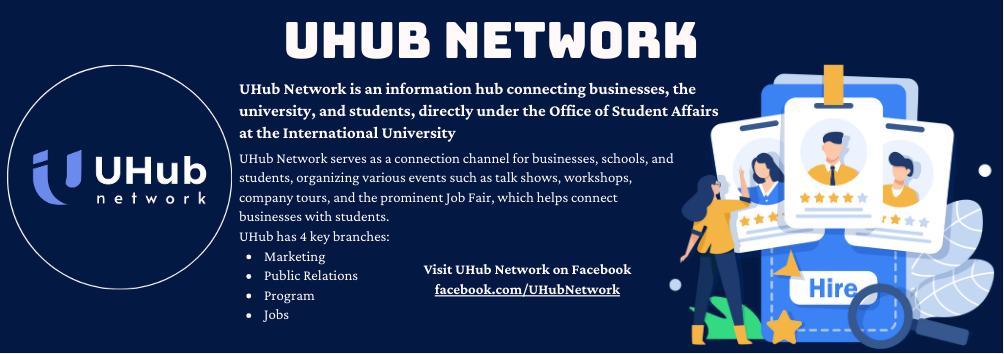 UHUB NETWORK
UHub
network
UHub Network is an information hub connecting businesses, the
university, and students, directly under the Office of Student Affairs
at the International University
UHub Network serves as a connection channel for businesses, schools, and
students, organizing various events such as talk shows, workshops,
company tours, and the prominent Job Fair, which helps connect
businesses with students.
UHub has 4 key branches:
• Marketing
• Public Relations
• Program
• Jobs
Visit UHub Network on Facebook
facebook.com/UHubNetwork
Hire